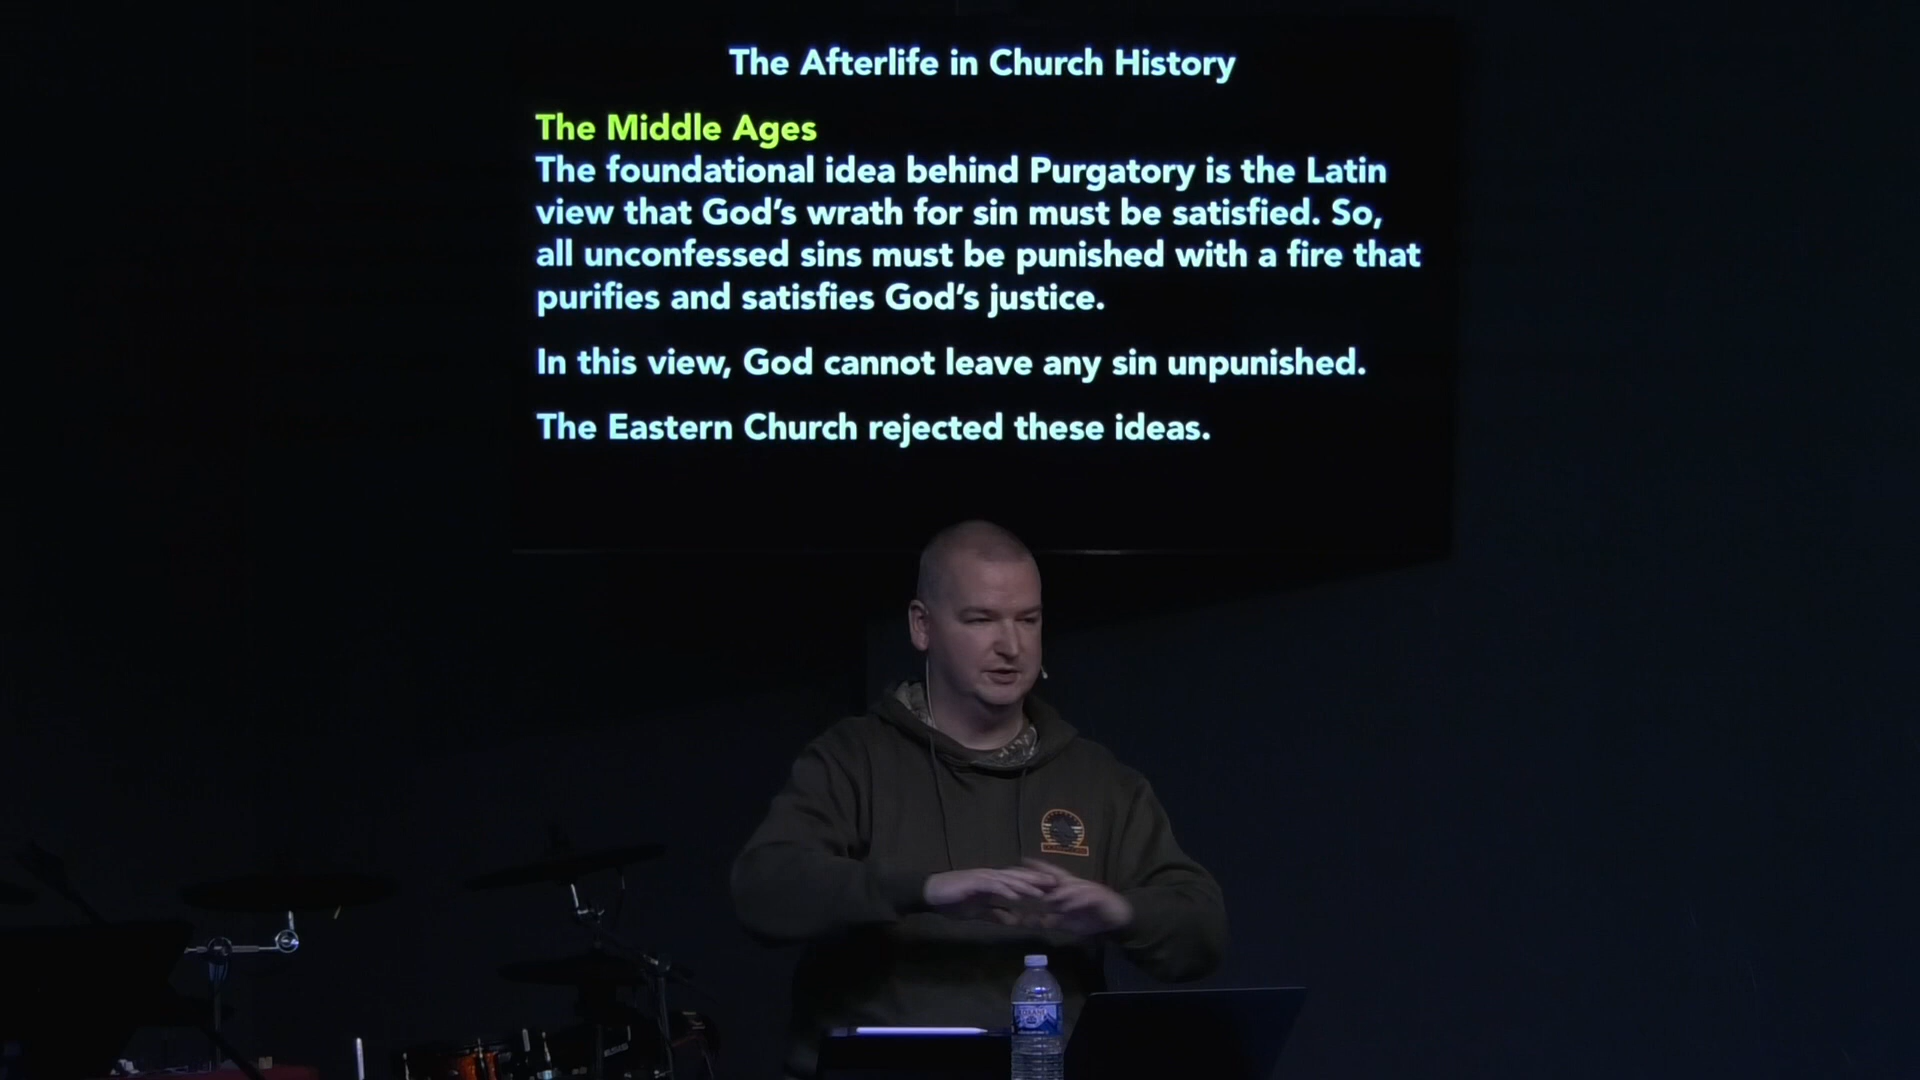 The Afterlife in Church History
The Middle Ages
The foundational idea behind Purgatory is the Latin
view that God’s wrath for sin must be satisfied. So,
all unconfessed sins must be punished with a fire that
purifies and satisfies God’s justice.
In this view, God cannot leave any sin unpunished.
The Eastern Church rejected these ideas.